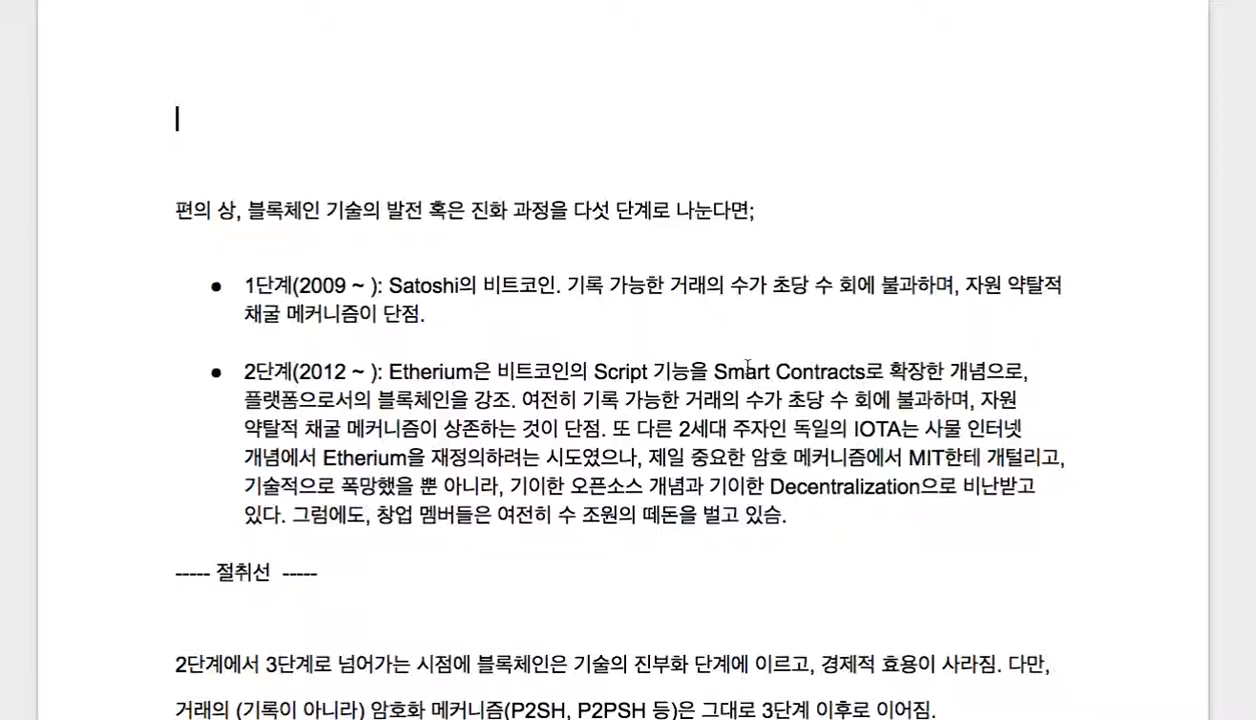 편의 상, 블록체인 기술의 발전 혹은 진화 과정을 다섯 단계로 나눈다면;
● 1단계(2009 ~ ): Satoshi의 비트코인. 기록 가능한 거래의 수가 초당 수 회에 불과하며, 자원 약탈적
채굴 메커니즘이 단점.
● 2단계(2012 ~ ): Etherium은 비트코인의 Script 기능을 Smart Contracts로 확장한 개념으로,
플랫폼으로서의 블록체인을 강조. 여전히 기록 가능한 거래의 수가 초당 수 회에 불과하며, 자원
약탈적 채굴 메커니즘이 상존하는 것이 단점. 또 다른 2세대 주자인 독일의 IOTA는 사물 인터넷
개념에서 Etherium을 재정의하려는 시도였으나, 제일 중요한 암호 메커니즘에서 MIT한테 개털리고,
기술적으로 폭망했을 뿐 아니라, 기이한 오픈소스 개념과 기이한 Decentralization으로 비난받고
있다. 그럼에도, 창업 멤버들은 여전히 수 조원의 떼돈을 벌고 있슴.
----- 절취선 -----
2단계에서 3단계로 넘어가는 시점에 블록체인은 기술의 진부화 단계에 이르고, 경제적 효용이 사라짐. 다만,
거래의 (기록이 아니라) 암호화 메커니즘(P2SH, P2PSH 등)은 그대로 3단계 이후로 이어짐.